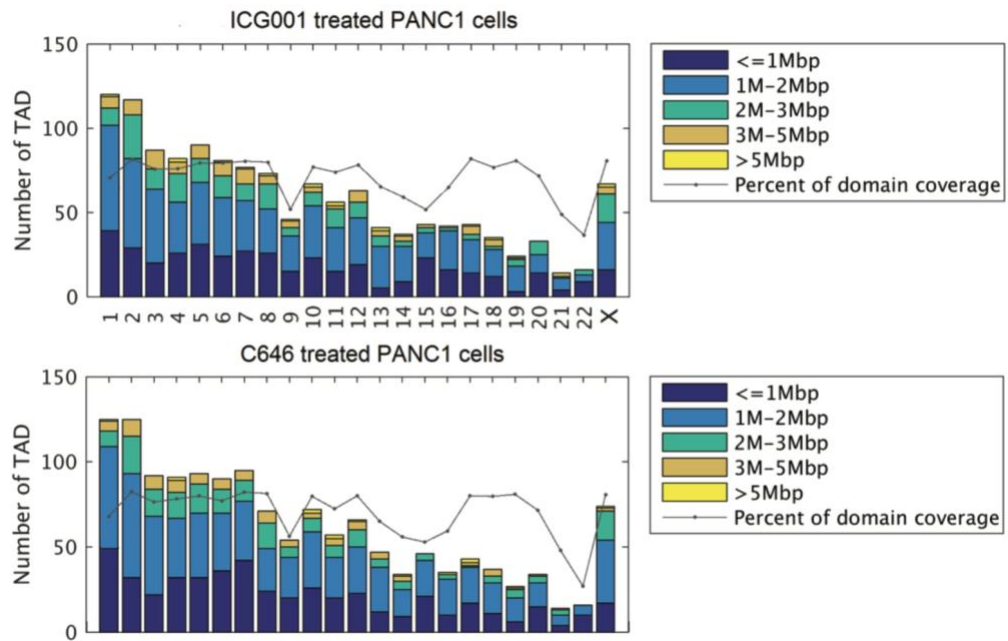 ICG001 treated PANC1 cells
150
100
50
0
Number of TAD
<=1Mbp
1M-2Mbp
2M-3Mbp
3M-5Mbp
>5Mbp
Percent of domain coverage
1 2 3 4 5 6 7 8 9 10 11 12 13 14 15 16 17 18 19 20 21 22 X
C646 treated PANC1 cells
150
100
50
0
Number of TAD
<=1Mbp
1M-2Mbp
2M-3Mbp
3M-5Mbp
>5Mbp
Percent of domain coverage